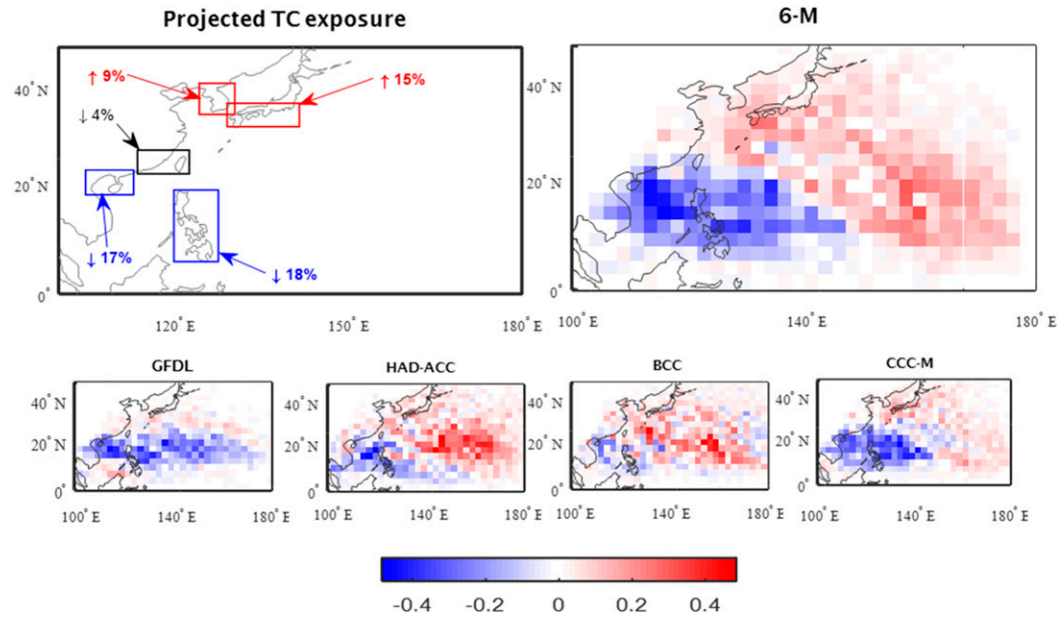 Projected TC exposure
6-M
↑ 9%
↑ 15%
↓ 4%
↓ 17%
↓ 18%
40°N
20°N
0°
120°E
150°E
180°E
40°N
20°N
0°
100°E
140°E
180°E
GFDL
HAD-ACC
BCC
CCC-M
40°N
20°N
0°
100°E
140°E
180°E
40°N
20°N
0°
100°E
140°E
180°E
40°N
20°N
0°
100°E
140°E
180°E
40°N
20°N
0°
100°E
140°E
180°E
-0.4
-0.2
0
0.2
0.4